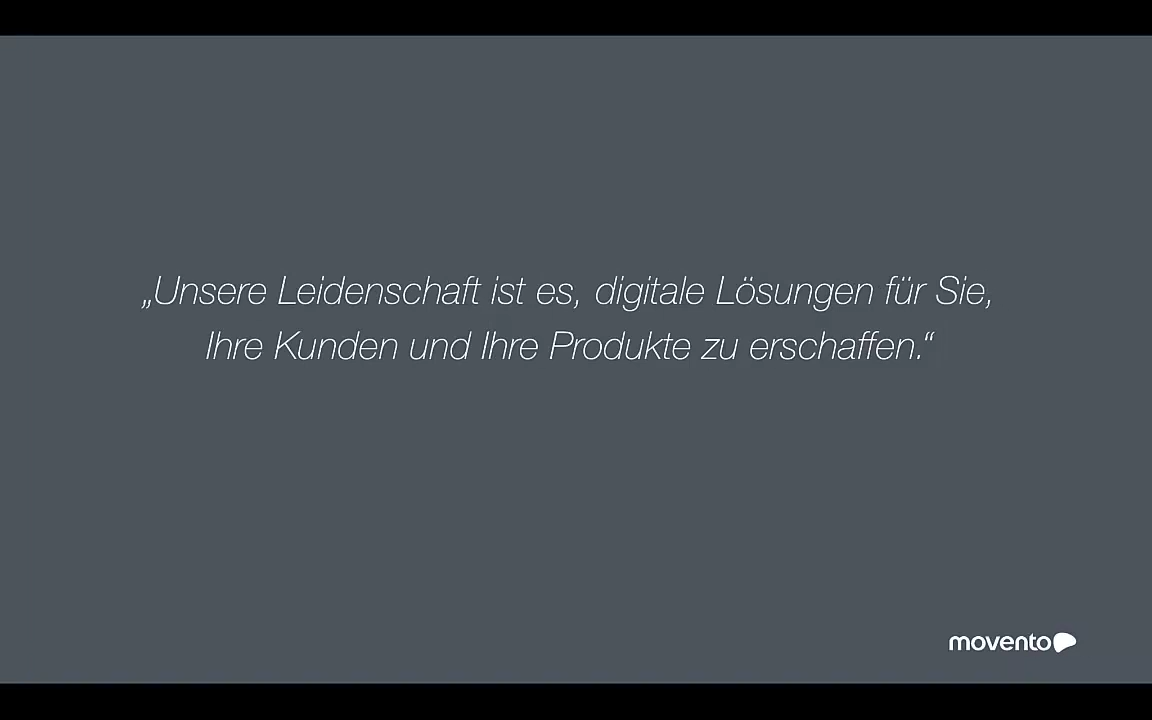 „Unsere Leidenschaft ist es, digitale Lösungen für Sie,
Ihre Kunden und Ihre Produkte zu erschaffen.“
movento